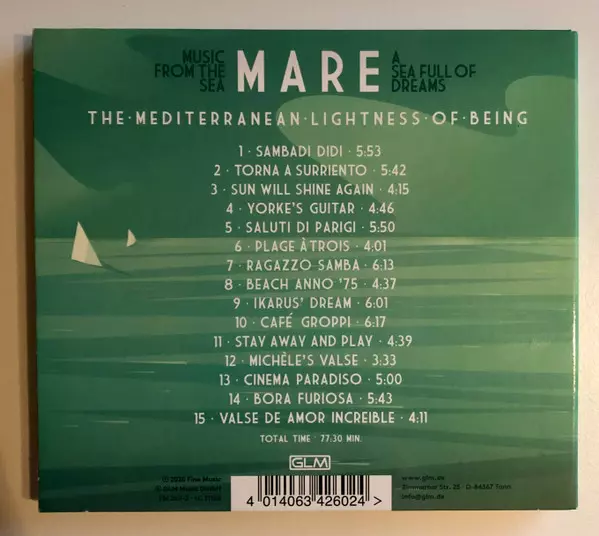 MUSIC
FROM THE
SEA
MARE
A
SEA FULL OF
DREAMS
THE·MEDITERRANEAN·LIGHTNESS·OF·BEING
1 · SAMBADI DIDI · 5:53
2 · TORNA A SURRIENTO · 5:42
3 · SUN WILL SHINE AGAIN · 4:15
4 · YORKE'S GUITAR · 4:46
5 · SALUTI DI PARIGI · 5:50
6 · PLAGE À TROIS · 4:01
7 · RAGAZZO SAMBA · 6:13
8 · BEACH ANNO '75 · 4:37
9 · IKARUS' DREAM · 6:01
10 · CAFÉ GROPPI · 6:17
11 · STAY AWAY AND PLAY · 4:39
12 · MICHÈLE'S VALSE · 3:33
13 · CINEMA PARADISO · 5:00
14 · BORA FURIOSA · 5:43
15 · VALSE DE AMOR INCREIBLE · 4:11
TOTAL TIME · 77:30 MIN.
GLM
℗ 2020 Fine Music
4 014063 426024 >
www.glm.de
info@glm.de